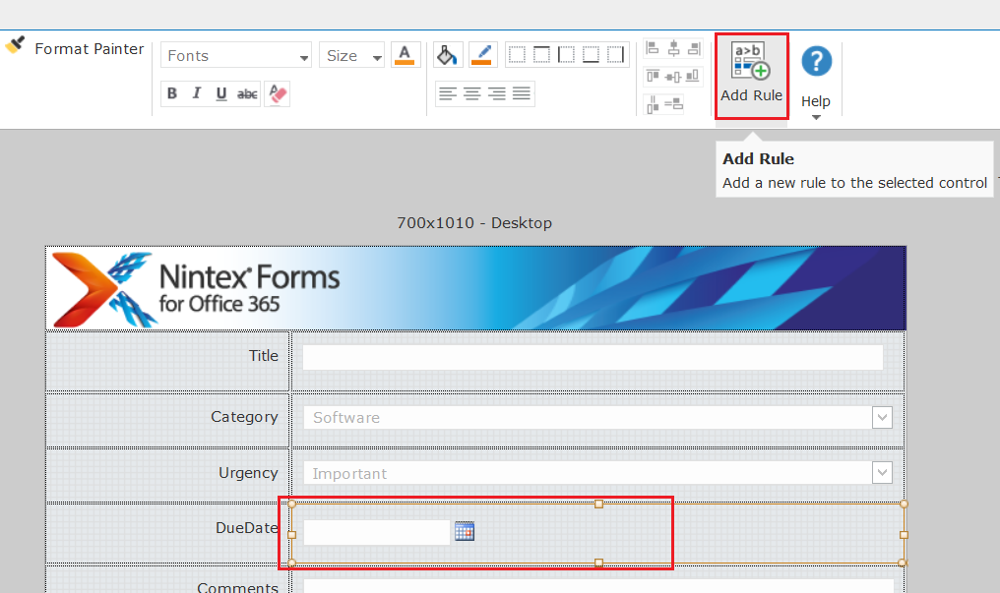 Format Painter
Fonts
Size
A
B I U abc A
a>b
Add Rule
?
Help
Add Rule
Add a new rule to the selected control
700x1010 - Desktop
Nintex® Forms
for Office 365
Title
Category
Software
Urgency
Important
DueDate
Comments